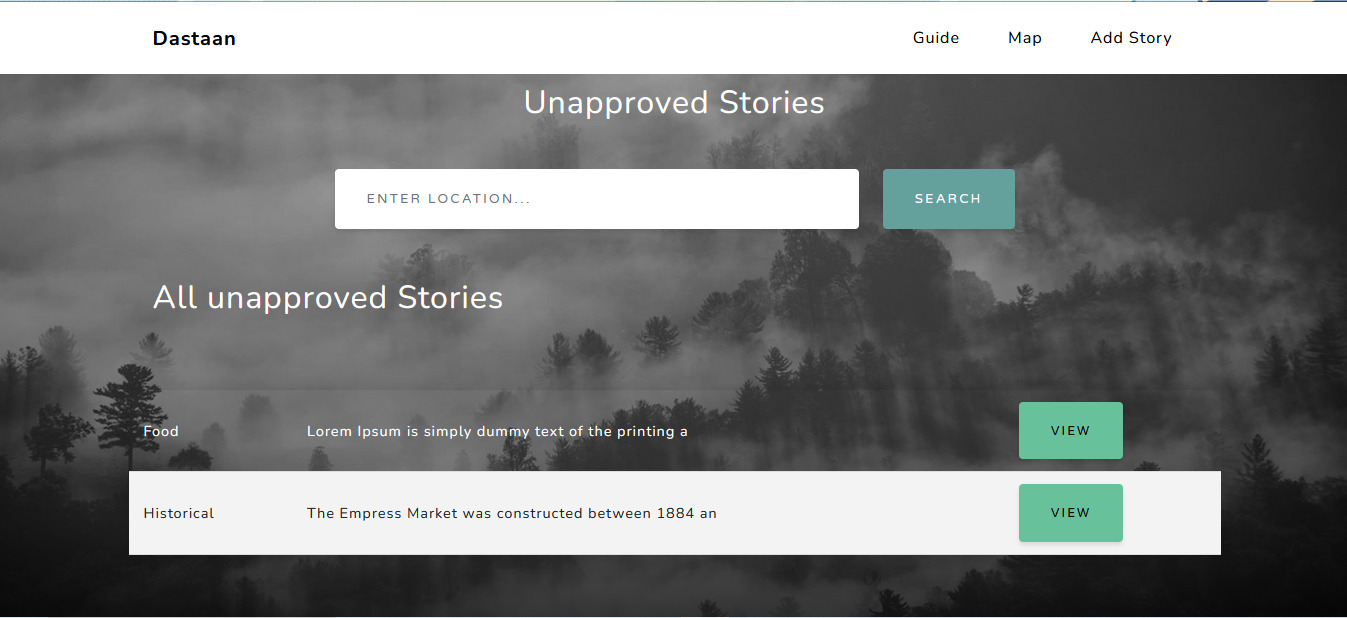 Dastaan Guide Map Add Story
Unapproved Stories
ENTER LOCATION... SEARCH
All unapproved Stories
Food Lorem Ipsum is simply dummy text of the printing a VIEW
Historical The Empress Market was constructed between 1884 an VIEW